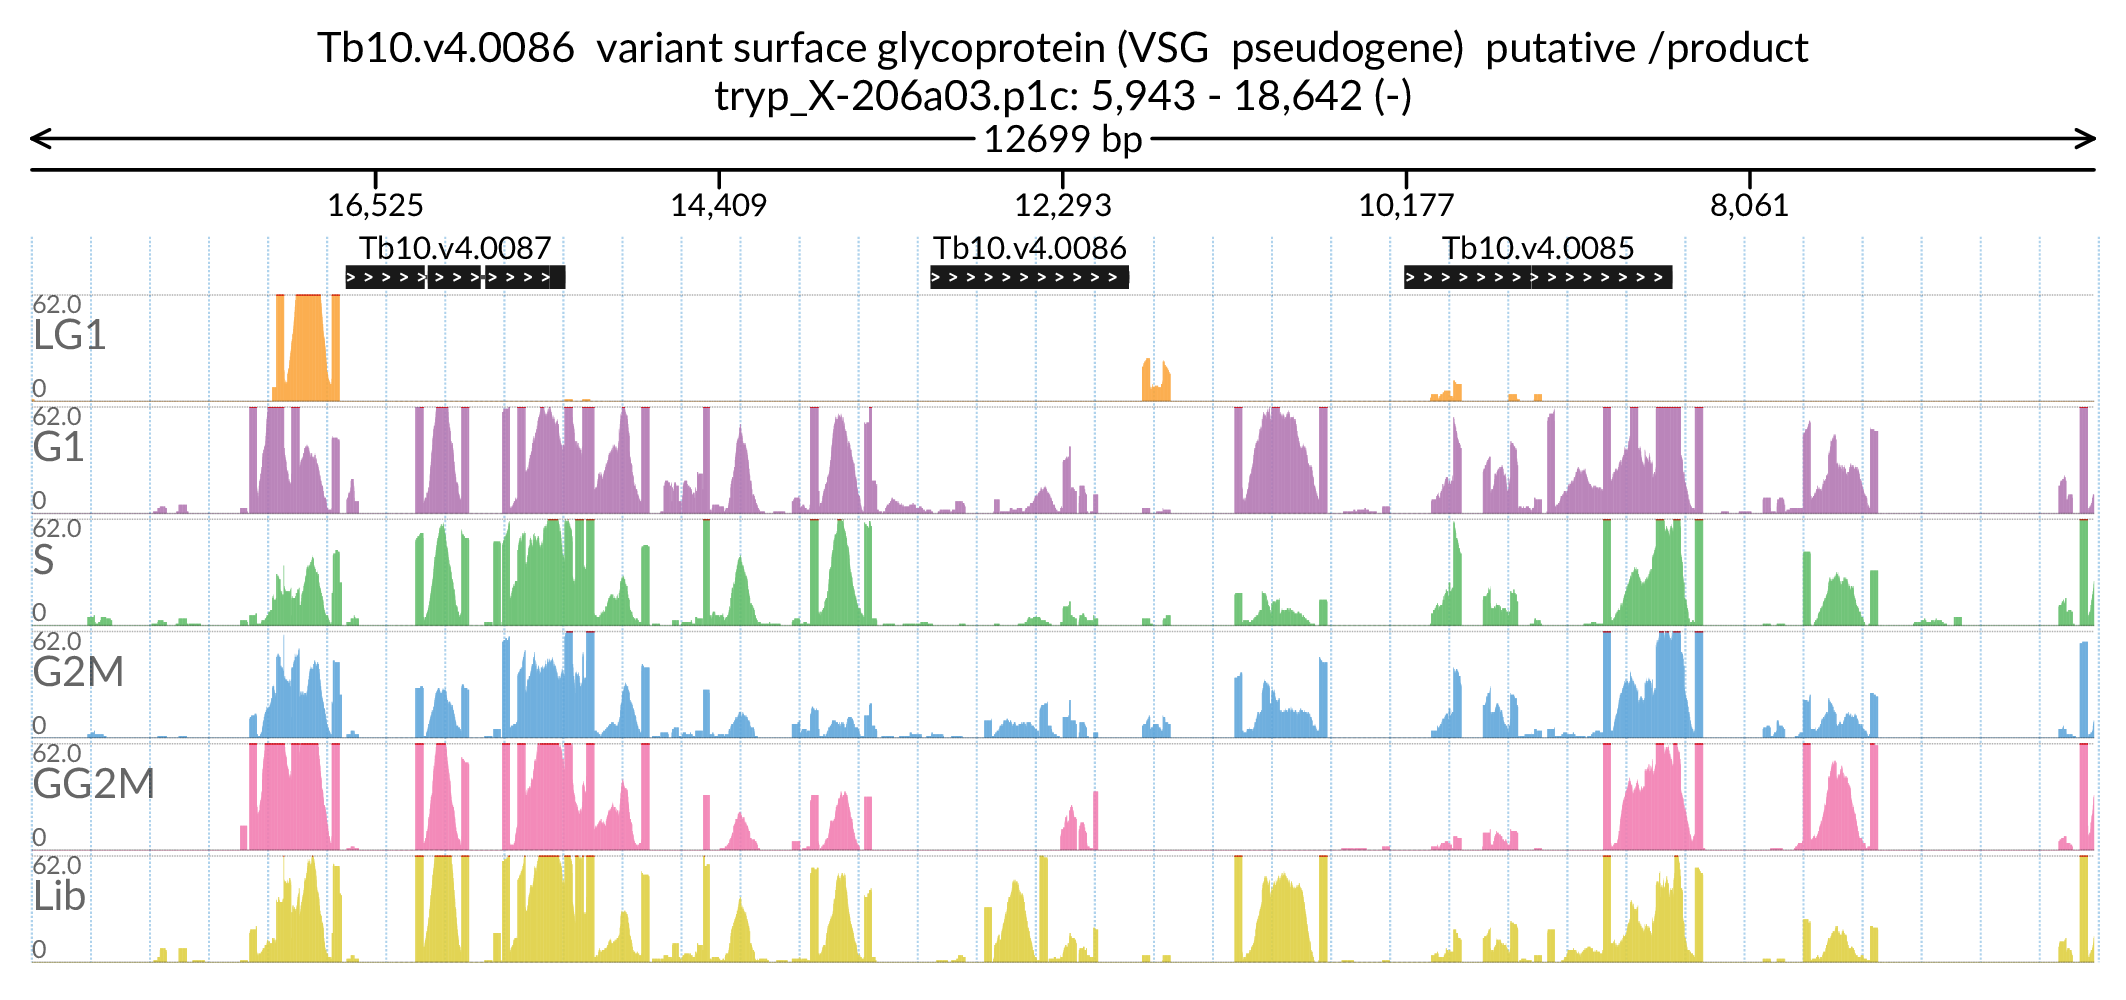 Tb10.v4.0086 variant surface glycoprotein (VSG pseudogene) putative /product
tryp_X-206a03.p1c: 5,943 - 18,642 (-)
12699 bp
16,525 14,409 12,293 10,177 8,061
Tb10.v4.0087 Tb10.v4.0086 Tb10.v4.0085
62.0
LG1
0
62.0
G1
0
62.0
S
0
62.0
G2M
0
62.0
GG2M
0
62.0
Lib
0